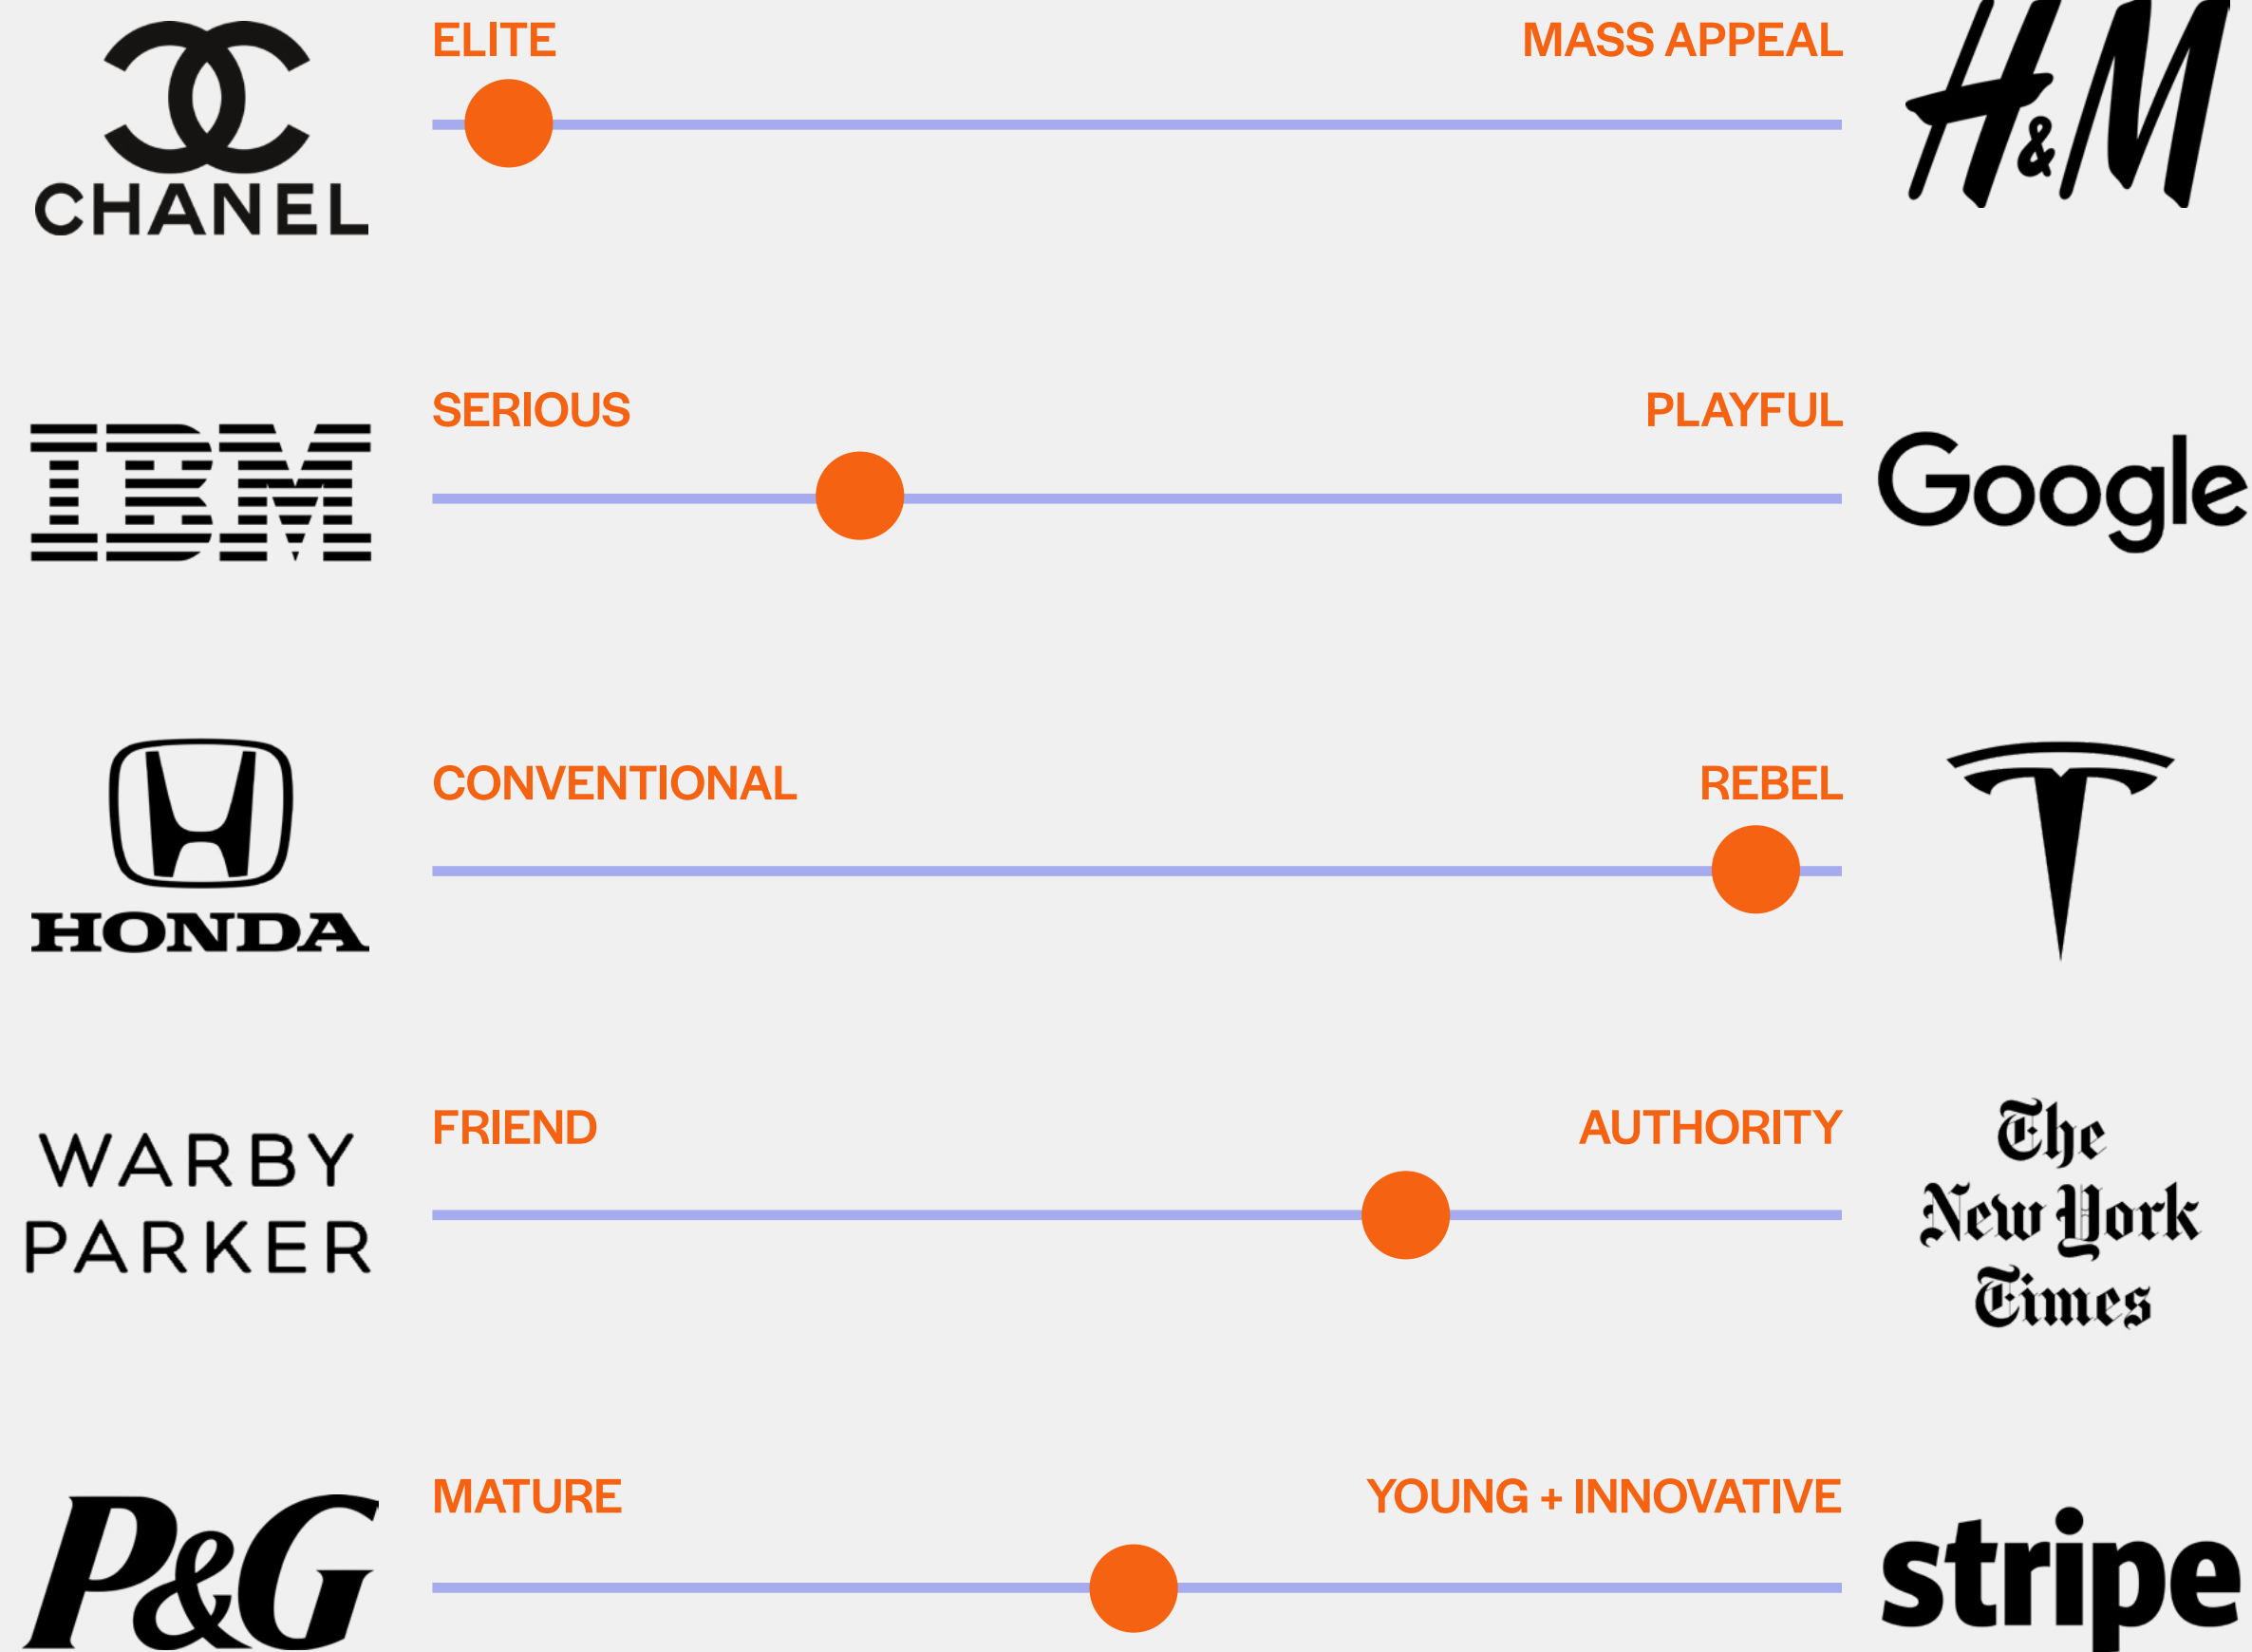 ELITE
MASS APPEAL
CHANEL
H&M
SERIOUS
PLAYFUL
IBM
Google
CONVENTIONAL
REBEL
HONDA
FRIEND
AUTHORITY
WARBY
PARKER
The
New York
Times
MATURE
YOUNG + INNOVATIVE
P&G
stripe